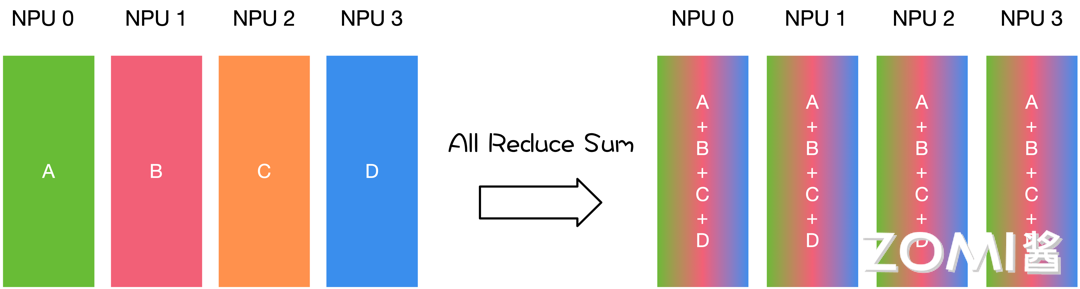 NPU 0 NPU 1 NPU 2 NPU 3
A B C D
All Reduce Sum
NPU 0 NPU 1 NPU 2 NPU 3
A + B + C + D
A + B + C + D
A + B + C + D
A + B + C +
ZOMI酱